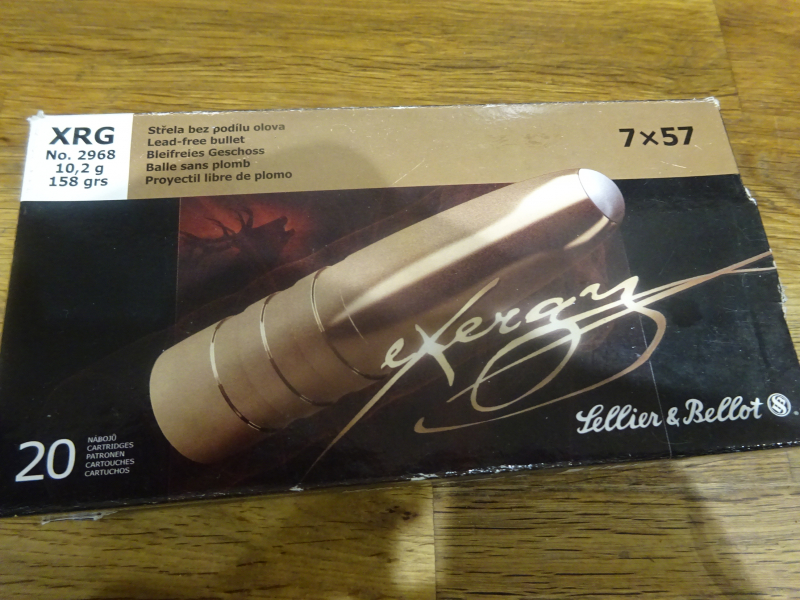 XRG
No. 2968
10,2 g
158 grs
Střela bez podílu olova
Lead-free bullet
Bleifreies Geschoss
Balle sans plomb
Proyectil libre de plomo
7×57
exergy
Sellier & Bellot
20
NÁBOJŮ
CARTRIDGES
PATRONEN
CARTOUCHES
CARTUCHOS